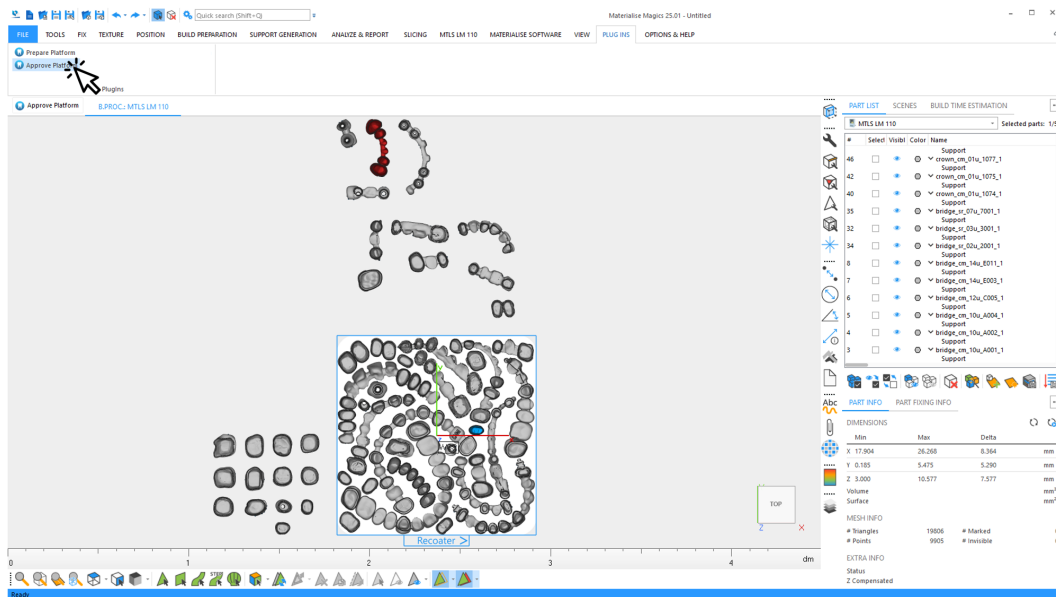 Quick search (Shift+Q)
Materialise Magics 25.01 - Untitled
FILE TOOLS FIX TEXTURE POSITION BUILD PREPARATION SUPPORT GENERATION ANALYZE & REPORT SLICING MTLS LM 110 MATERIALISE SOFTWARE VIEW PLUG INS OPTIONS & HELP
Prepare Platform
Approve
PlugIns
Approve Platform B.PROC.: MTLS LM 110
PART LIST SCENES BUILD TIME ESTIMATION
MTLS LM 110 Selected parts: 1/5
# Select Visibl Color Name
Support
46 crown_cm_01u_1077_1
Support
42 crown_cm_01u_1075_1
Support
40 crown_cm_01u_1074_1
Support
35 bridge_sr_07u_7001_1
Support
32 bridge_sr_03u_3001_1
Support
34 bridge_sr_02u_2001_1
Support
8 bridge_cm_14u_E011_1
Support
7 bridge_cm_14u_E003_1
Support
6 bridge_cm_12u_C005_1
Support
5 bridge_cm_10u_A004_1
Support
4 bridge_cm_10u_A002_1
Support
3 bridge_cm_10u_A001_1
Support
Abc
PART INFO PART FIXING INFO
DIMENSIONS
Min Max Delta
X 17.904 26.268 8.364 mm
Y 0.185 5.475 5.290 mm
Z 3.000 10.577 7.577 mm
Volume mm³
Surface mm²
MESH INFO
# Triangles 19806 # Marked
# Points 9905 # Invisible
EXTRA INFO
Status
Z Compensated
TOP
Z X
Recoater >
0 1 2 3 4 dm
STEP
Ready